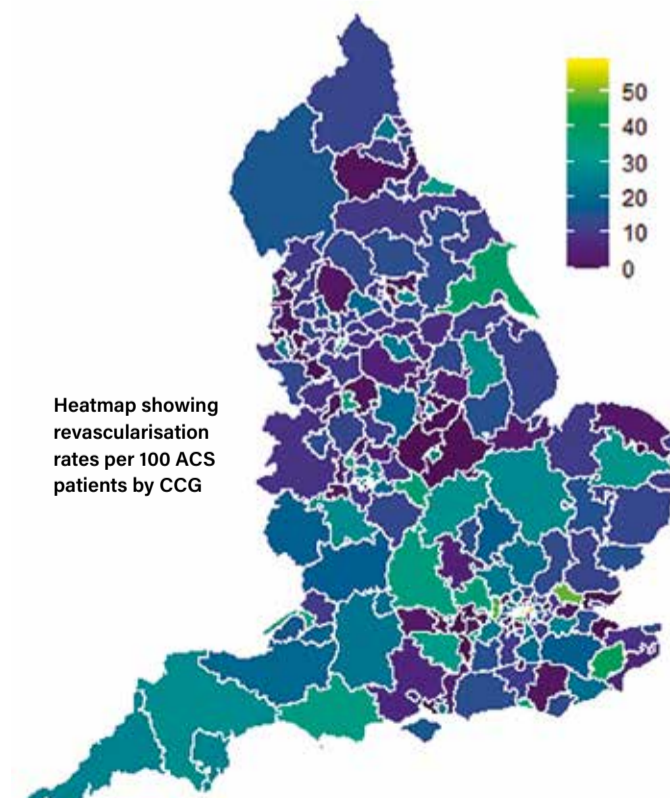 50
40
30
20
10
0
Heatmap showing
revascularisation
rates per 100 ACS
patients by CCG